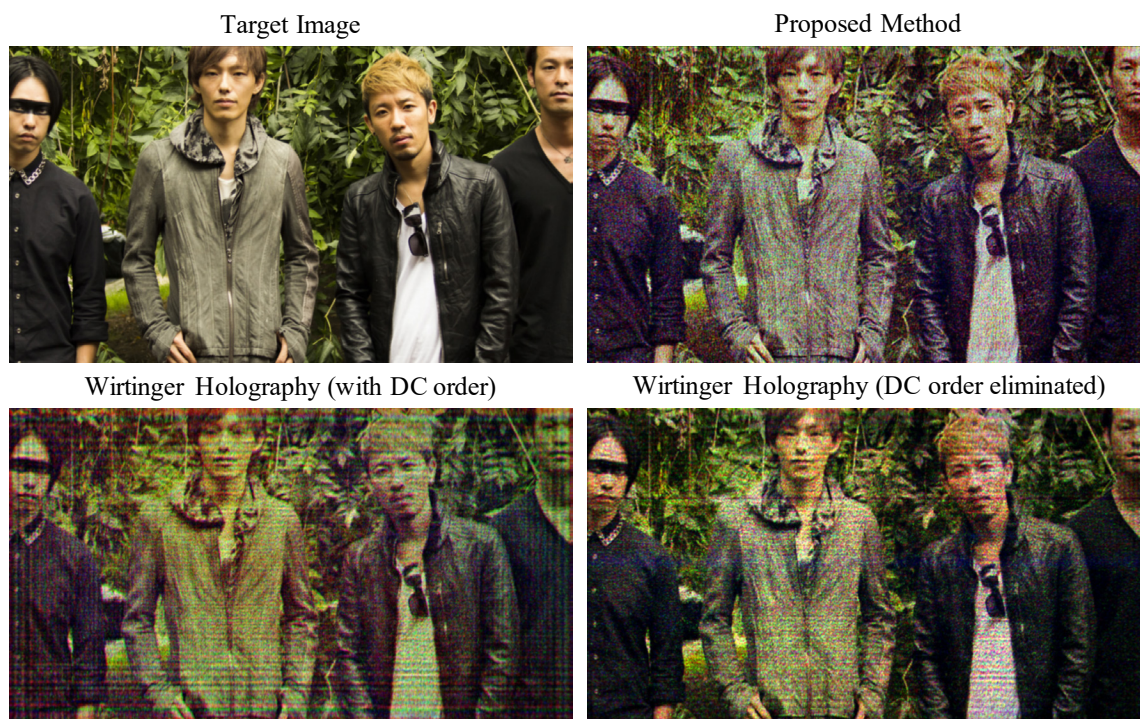 Target Image
Proposed Method
Wirtinger Holography (with DC order)
Wirtinger Holography (DC order eliminated)